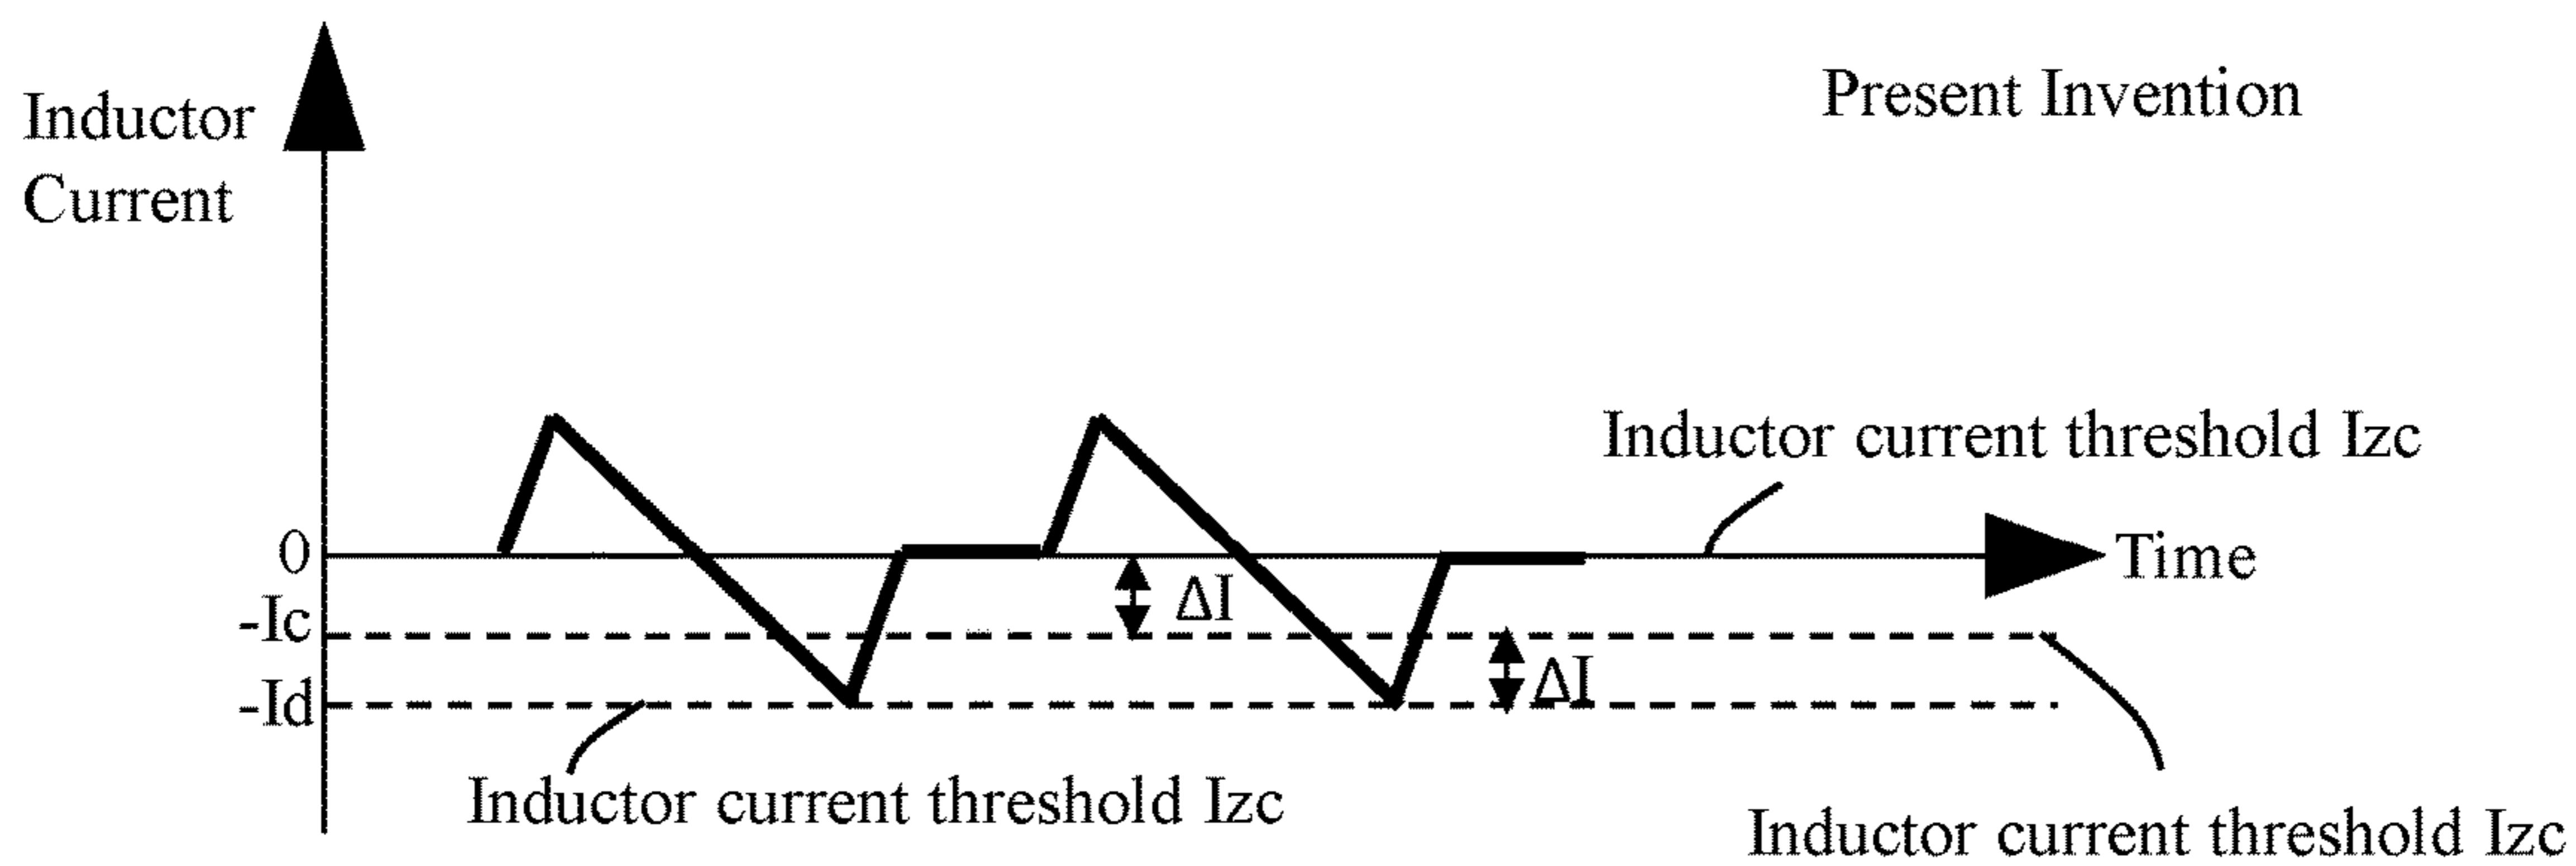 Inductor
Current
Present Invention
Inductor current threshold Izc
0
Time
-Ic
ΔI
ΔI
-Id
Inductor current threshold Izc
Inductor current threshold Izc